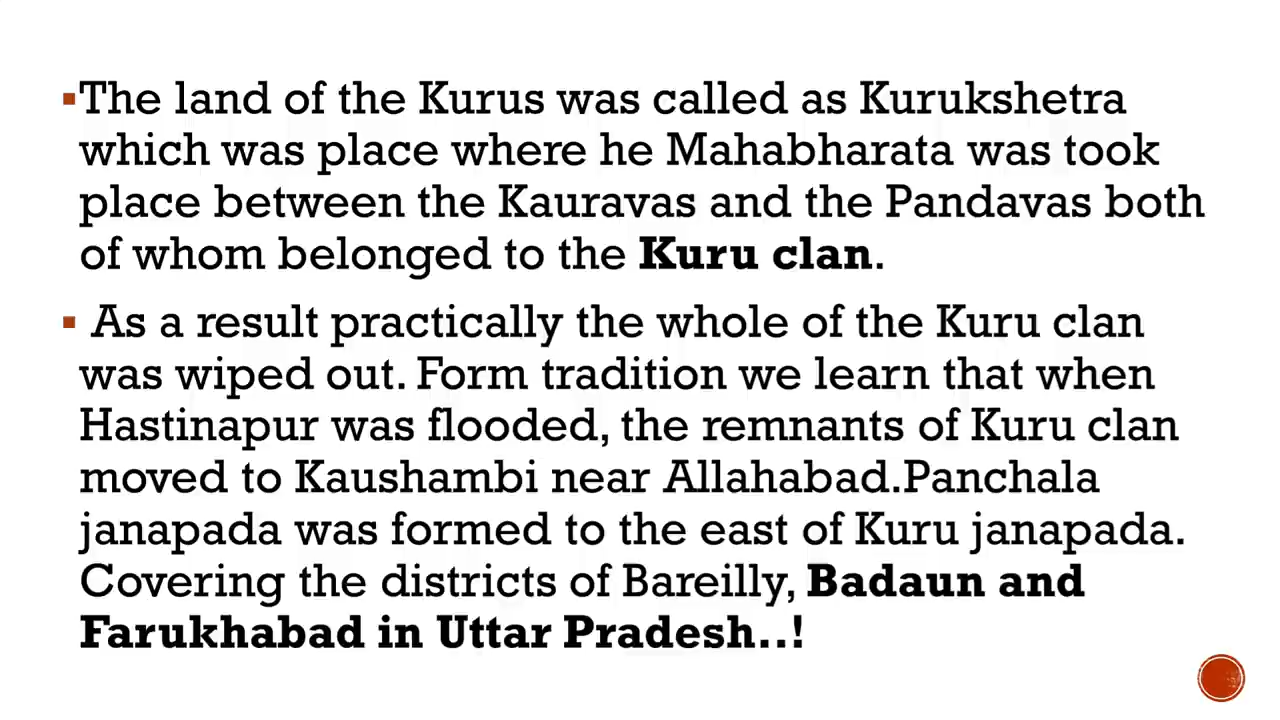 ▪The land of the Kurus was called as Kurukshetra
which was place where he Mahabharata was took
place between the Kauravas and the Pandavas both
of whom belonged to the Kuru clan.
▪ As a result practically the whole of the Kuru clan
was wiped out. Form tradition we learn that when
Hastinapur was flooded, the remnants of Kuru clan
moved to Kaushambi near Allahabad.Panchala
janapada was formed to the east of Kuru janapada.
Covering the districts of Bareilly, Badaun and
Farukhabad in Uttar Pradesh..!